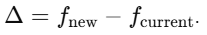 Δ = f_new − f_current.